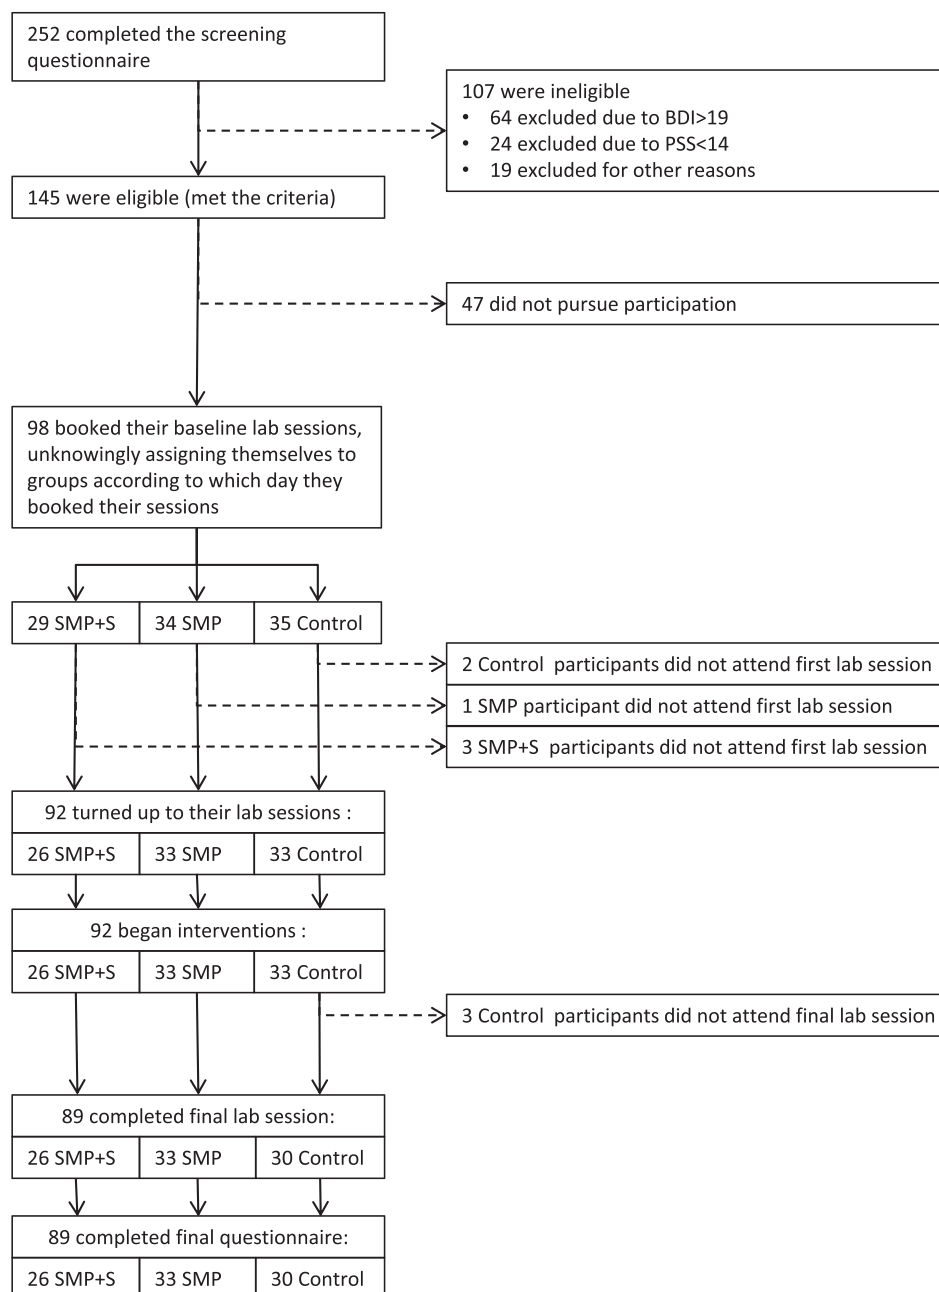 252 completed the screening
questionnaire
107 were ineligible
• 64 excluded due to BDI>19
• 24 excluded due to PSS<14
• 19 excluded for other reasons
145 were eligible (met the criteria)
47 did not pursue participation
98 booked their baseline lab sessions,
unknowingly assigning themselves to
groups according to which day they
booked their sessions
29 SMP+S 34 SMP 35 Control
2 Control participants did not attend first lab session
1 SMP participant did not attend first lab session
3 SMP+S participants did not attend first lab session
92 turned up to their lab sessions :
26 SMP+S 33 SMP 33 Control
92 began interventions :
26 SMP+S 33 SMP 33 Control
3 Control participants did not attend final lab session
89 completed final lab session:
26 SMP+S 33 SMP 30 Control
89 completed final questionnaire:
26 SMP+S 33 SMP 30 Control